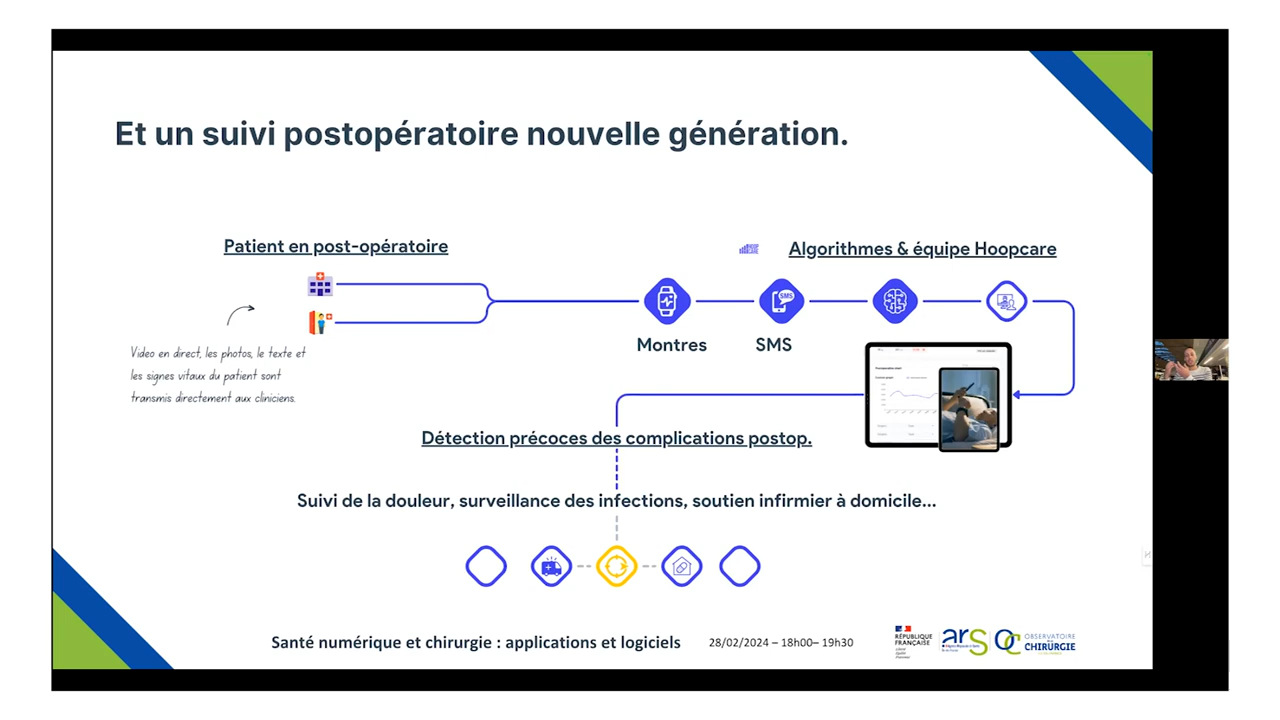 Et un suivi postopératoire nouvelle génération.
Patient en post-opératoire
Algorithmes & équipe Hoopcare
SMS
Montres
SMS
Video en direct, les photos, le texte et
les signes vitaux du patient sont
transmis directement aux cliniciens.
Détection précoces des complications postop.
Suivi de la douleur, surveillance des infections, soutien infirmier à domicile...
Santé numérique et chirurgie : applications et logiciels
28/02/2024 – 18h00– 19h30
RÉPUBLIQUE
FRANÇAISE
ars
OC
OBSERVATOIRE
CHIRURGIE